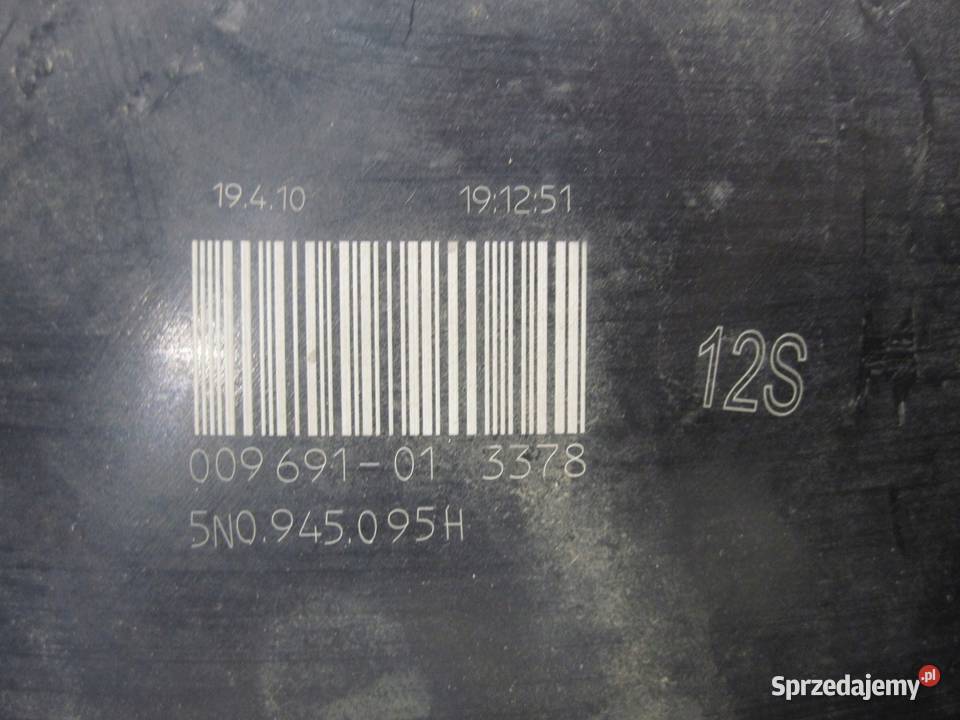 19.4.10 19:12:51
12S
009 691-01 3378
5N0.945.095H
Sprzedajemy.pl